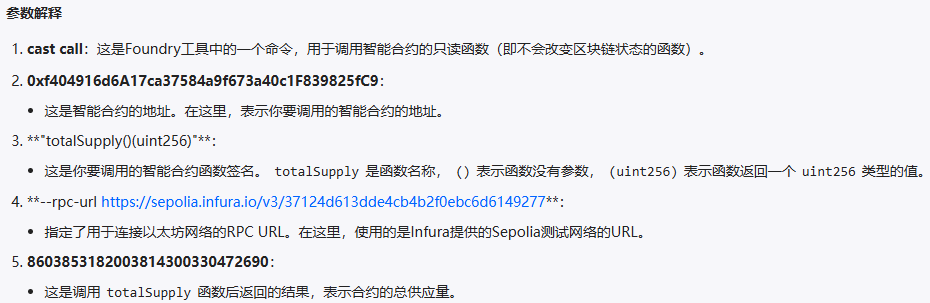 参数解释
1. cast call：这是Foundry工具中的一个命令，用于调用智能合约的只读函数（即不会改变区块链状态的函数）。
2. 0xf404916d6A17ca37584a9f673a40c1F839825fC9：
• 这是智能合约的地址。在这里，表示你要调用的智能合约的地址。
3. **"totalSupply()(uint256)"**：
• 这是你要调用的智能合约函数签名。 totalSupply 是函数名称，（）表示函数没有参数，（uint256）表示函数返回一个 uint256 类型的值。
4. **--rpc-url https://sepolia.infura.io/v3/37124d613dde4cb4b2f0ebc6d6149277**：
• 指定了用于连接以太坊网络的RPC URL。在这里，使用的是Infura提供的Sepolia测试网络的URL。
5. 8603853182003814300330472690：
• 这是调用 totalSupply 函数后返回的结果，表示合约的总供应量。